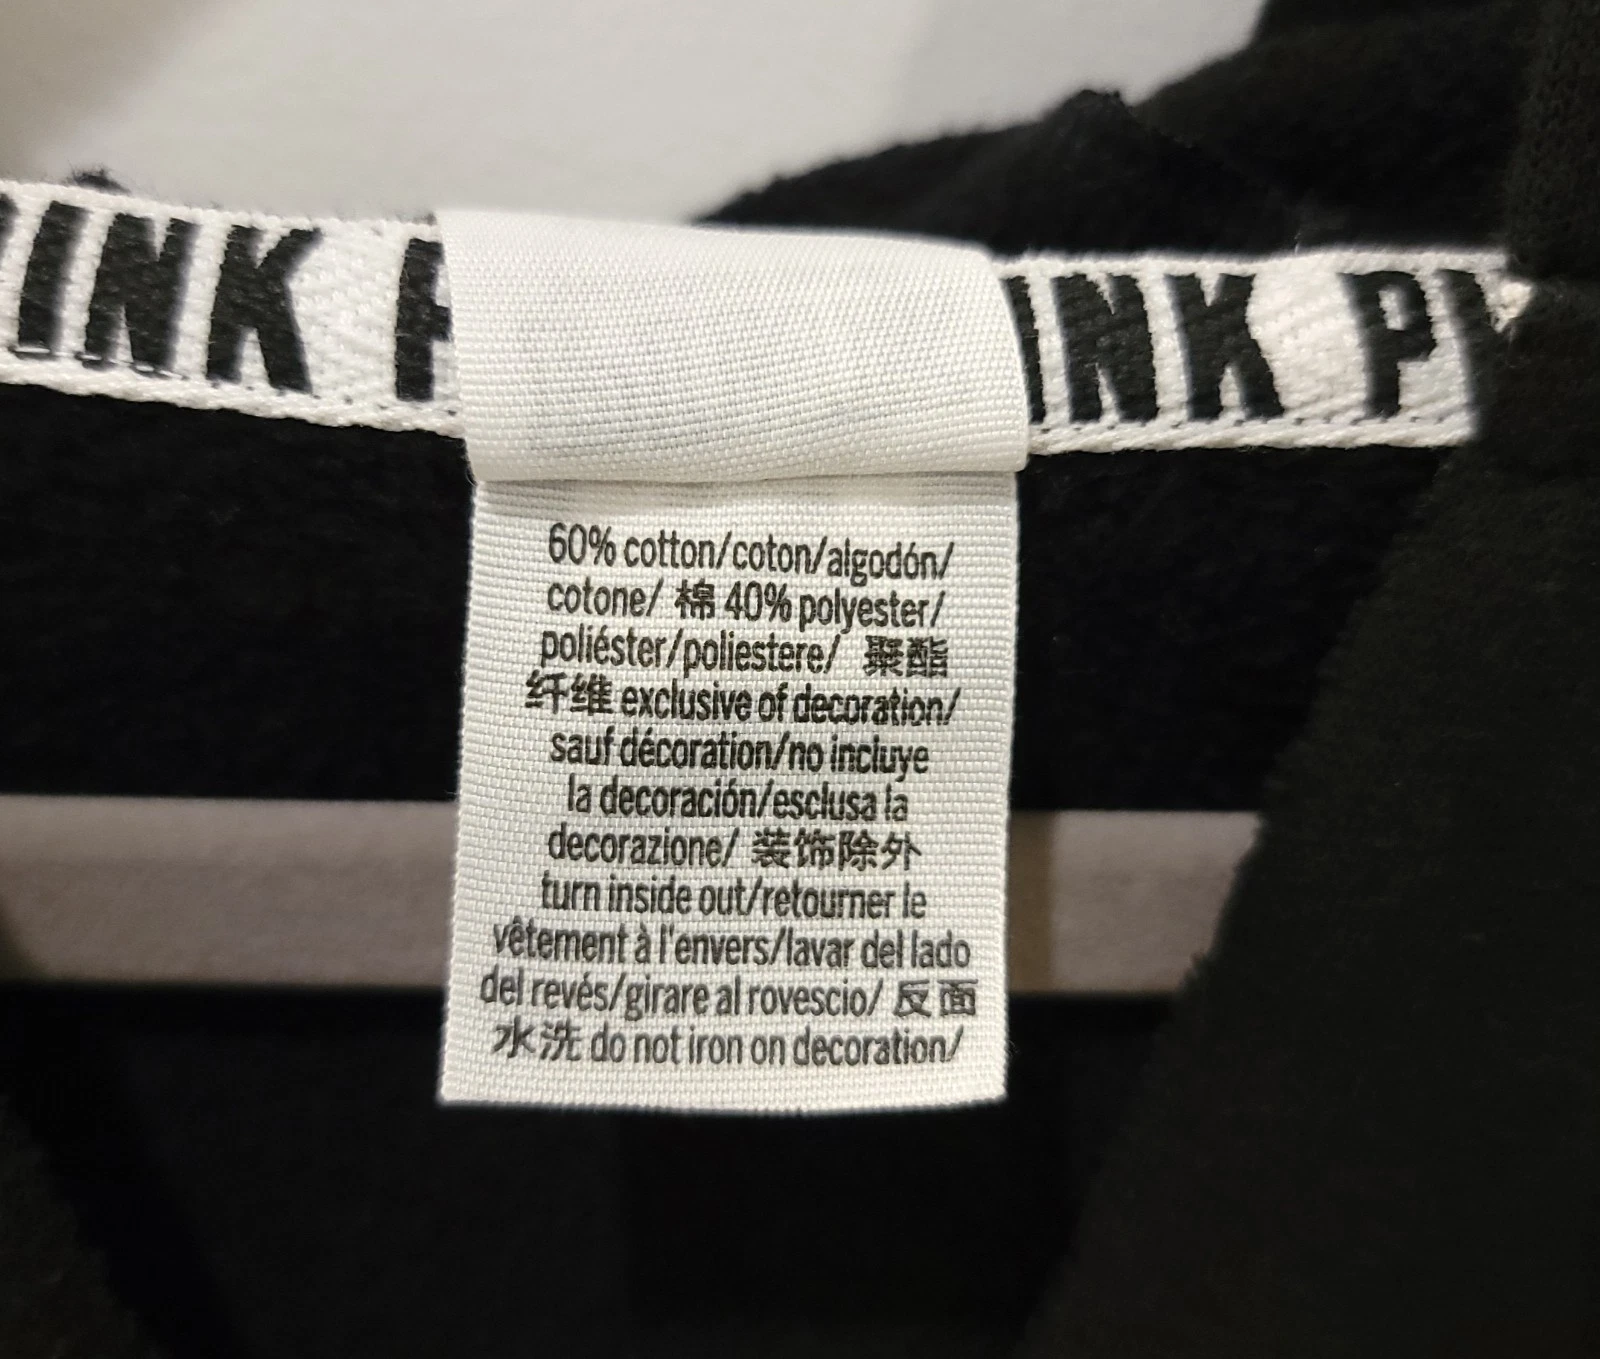 INK P INK P
60% cotton/coton/algodón/
cotone/ 棉 40% polyester/
poliéster/poliestere/ 聚酯
纤维 exclusive of decoration/
sauf décoration/no incluye
la decoración/esclusa la
decorazione/ 装饰除外
turn inside out/retourner le
vêtement à l'envers/lavar del lado
del revés/girare al rovescio/ 反面
水洗 do not iron on decoration/